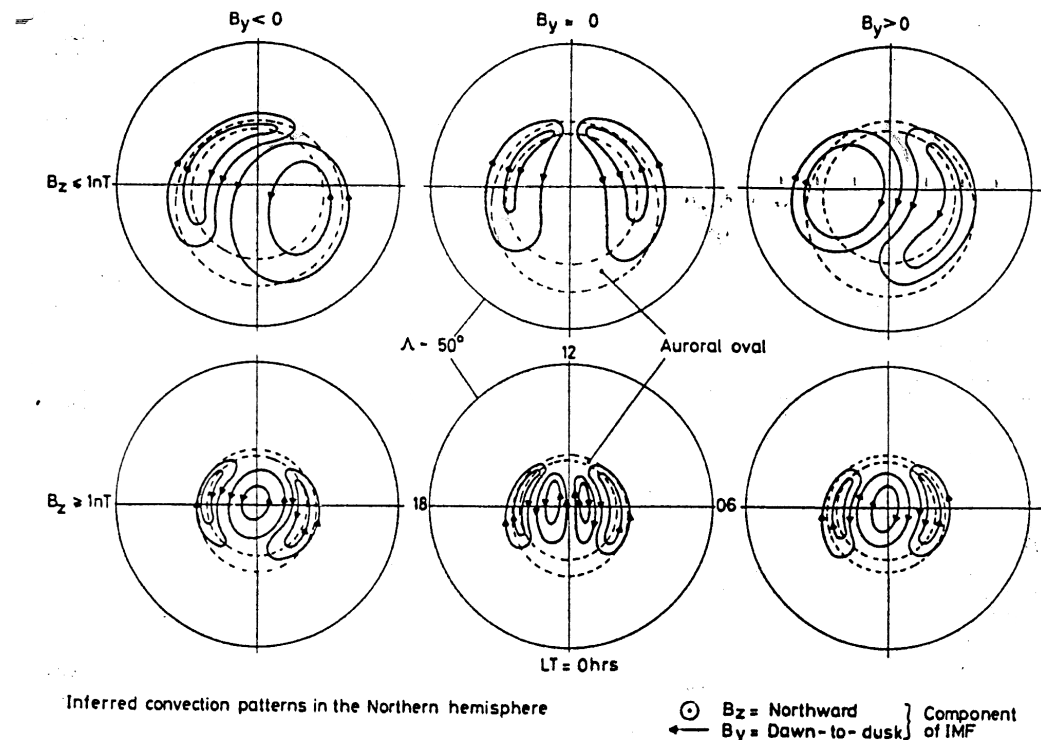 By < 0
By = 0
By > 0
Bz ⩽ 1nT
Λ - 50°
12
Auroral oval
Bz ⩾ 1nT
18
06
LT = 0hrs
Inferred convection patterns in the Northern hemisphere
⊙ Bz = Northward
← By = Dawn-to-dusk
Component
of IMF